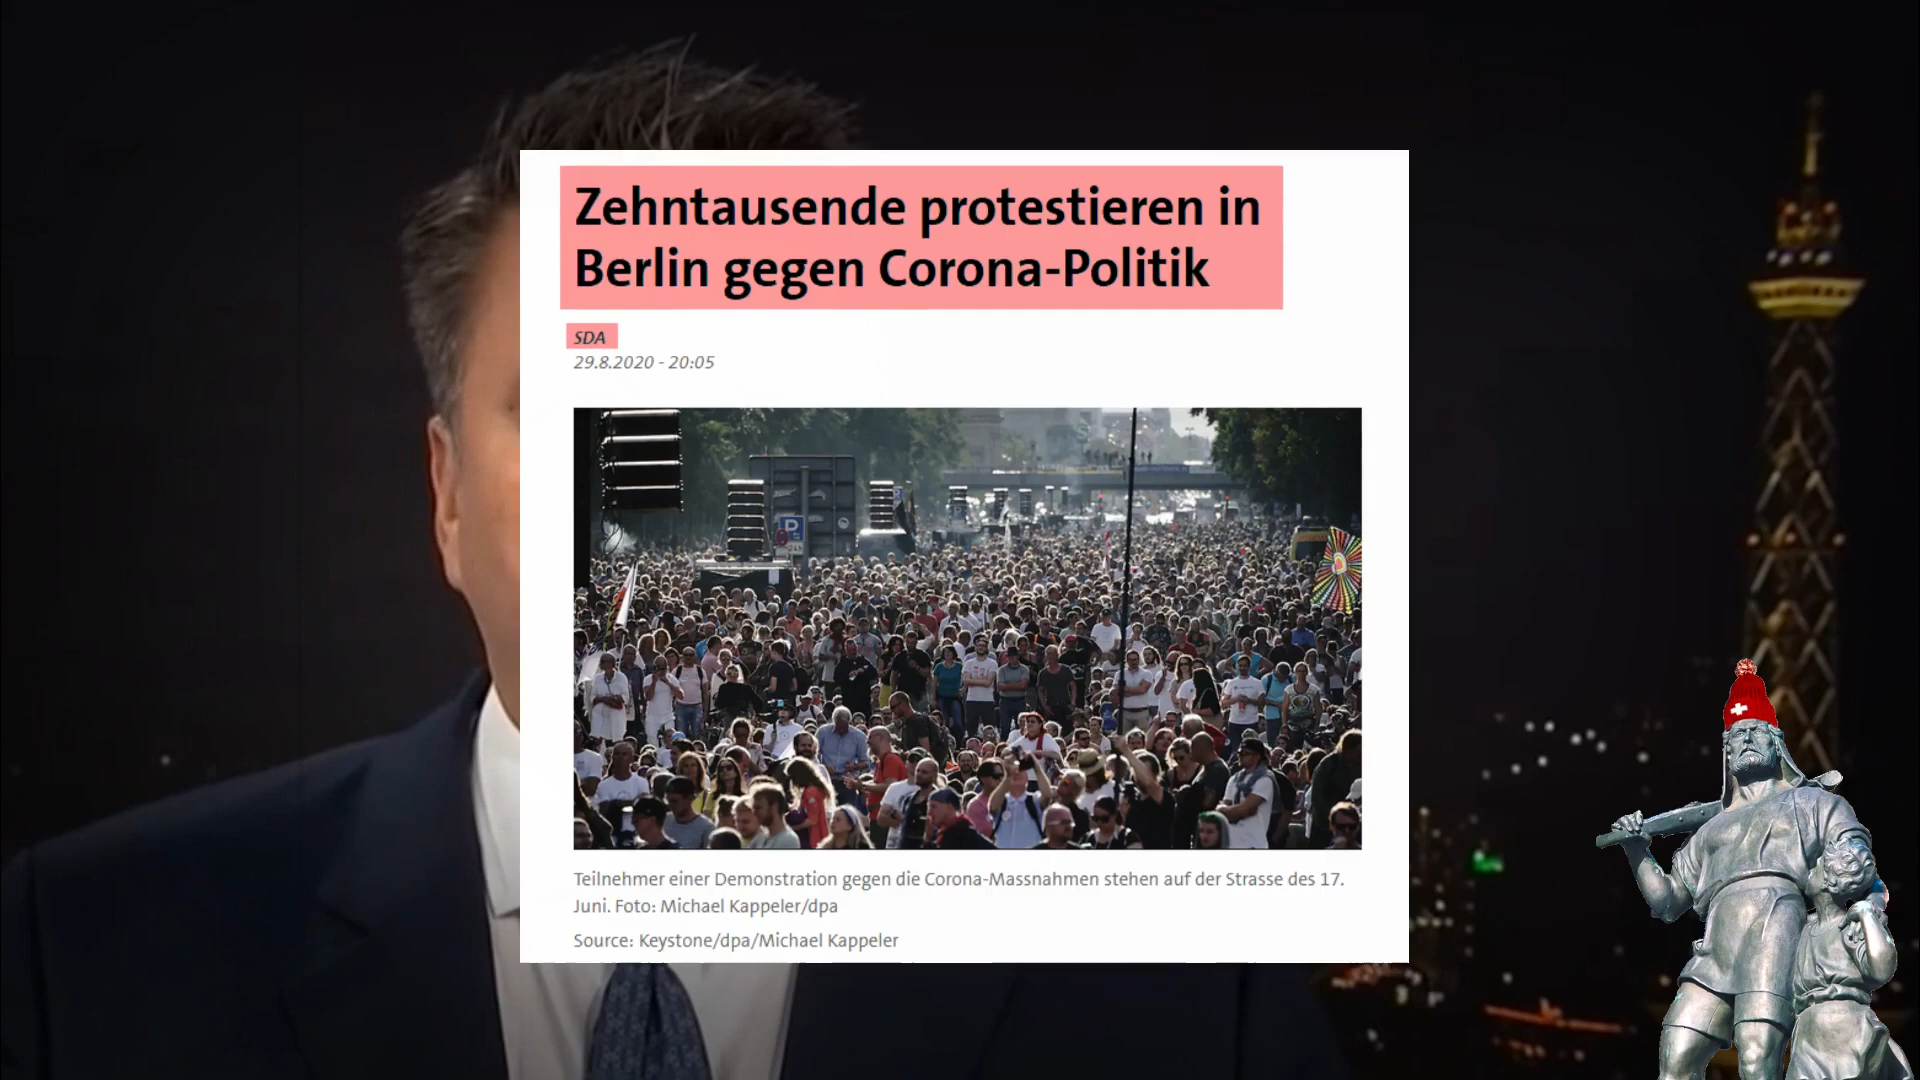 Zehntausende protestieren in
Berlin gegen Corona-Politik
SDA
29.8.2020 - 20:05
P
Teilnehmer einer Demonstration gegen die Corona-Massnahmen stehen auf der Strasse des 17.
Juni. Foto: Michael Kappeler/dpa
Source: Keystone/dpa/Michael Kappeler